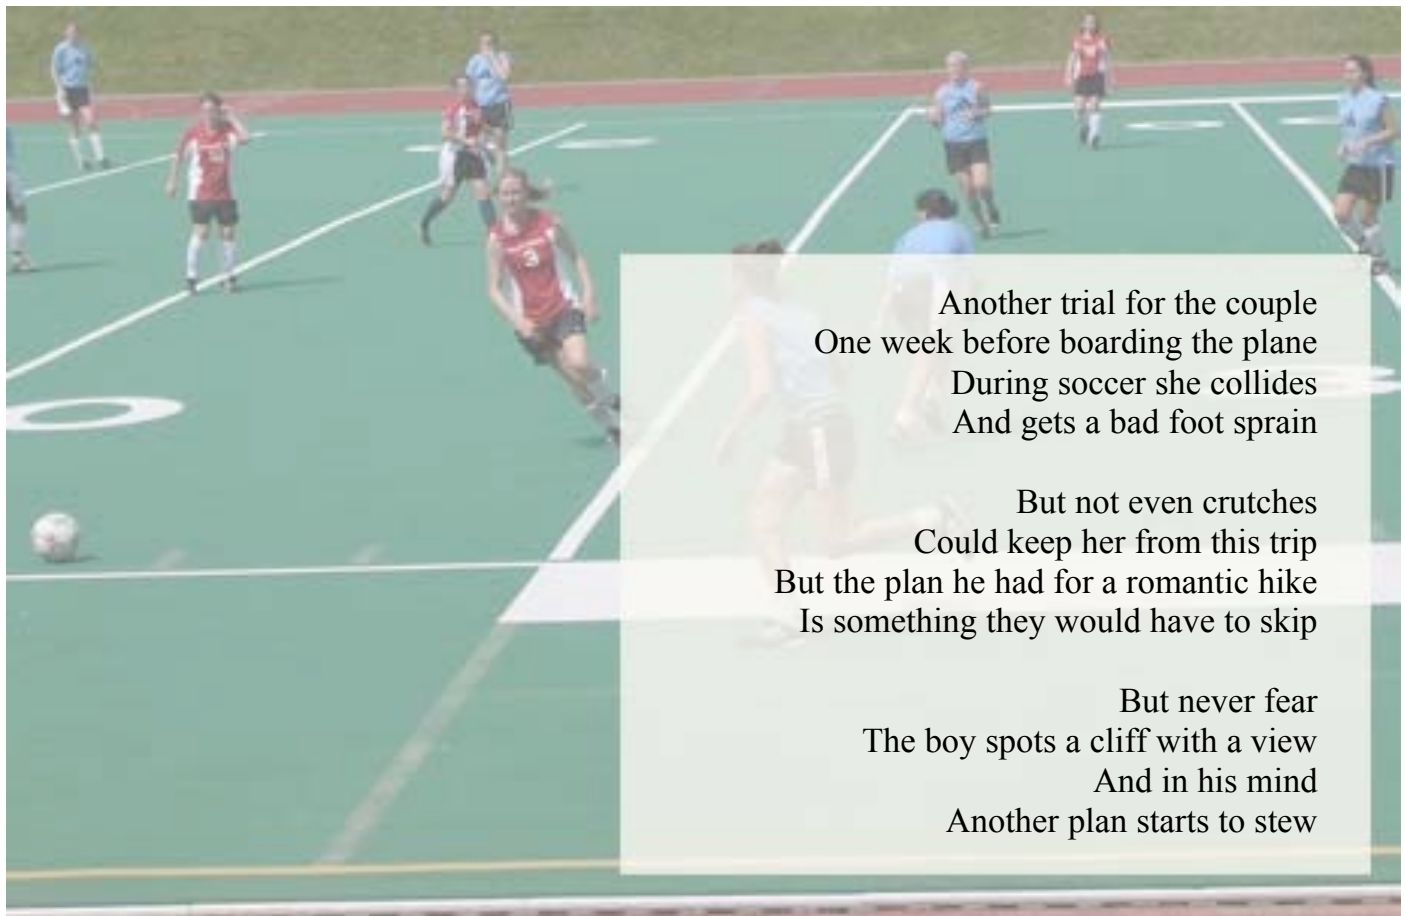 3
Another trial for the couple
One week before boarding the plane
During soccer she collides
And gets a bad foot sprain
But not even crutches
Could keep her from this trip
But the plan he had for a romantic hike
Is something they would have to skip
But never fear
The boy spots a cliff with a view
And in his mind
Another plan starts to stew